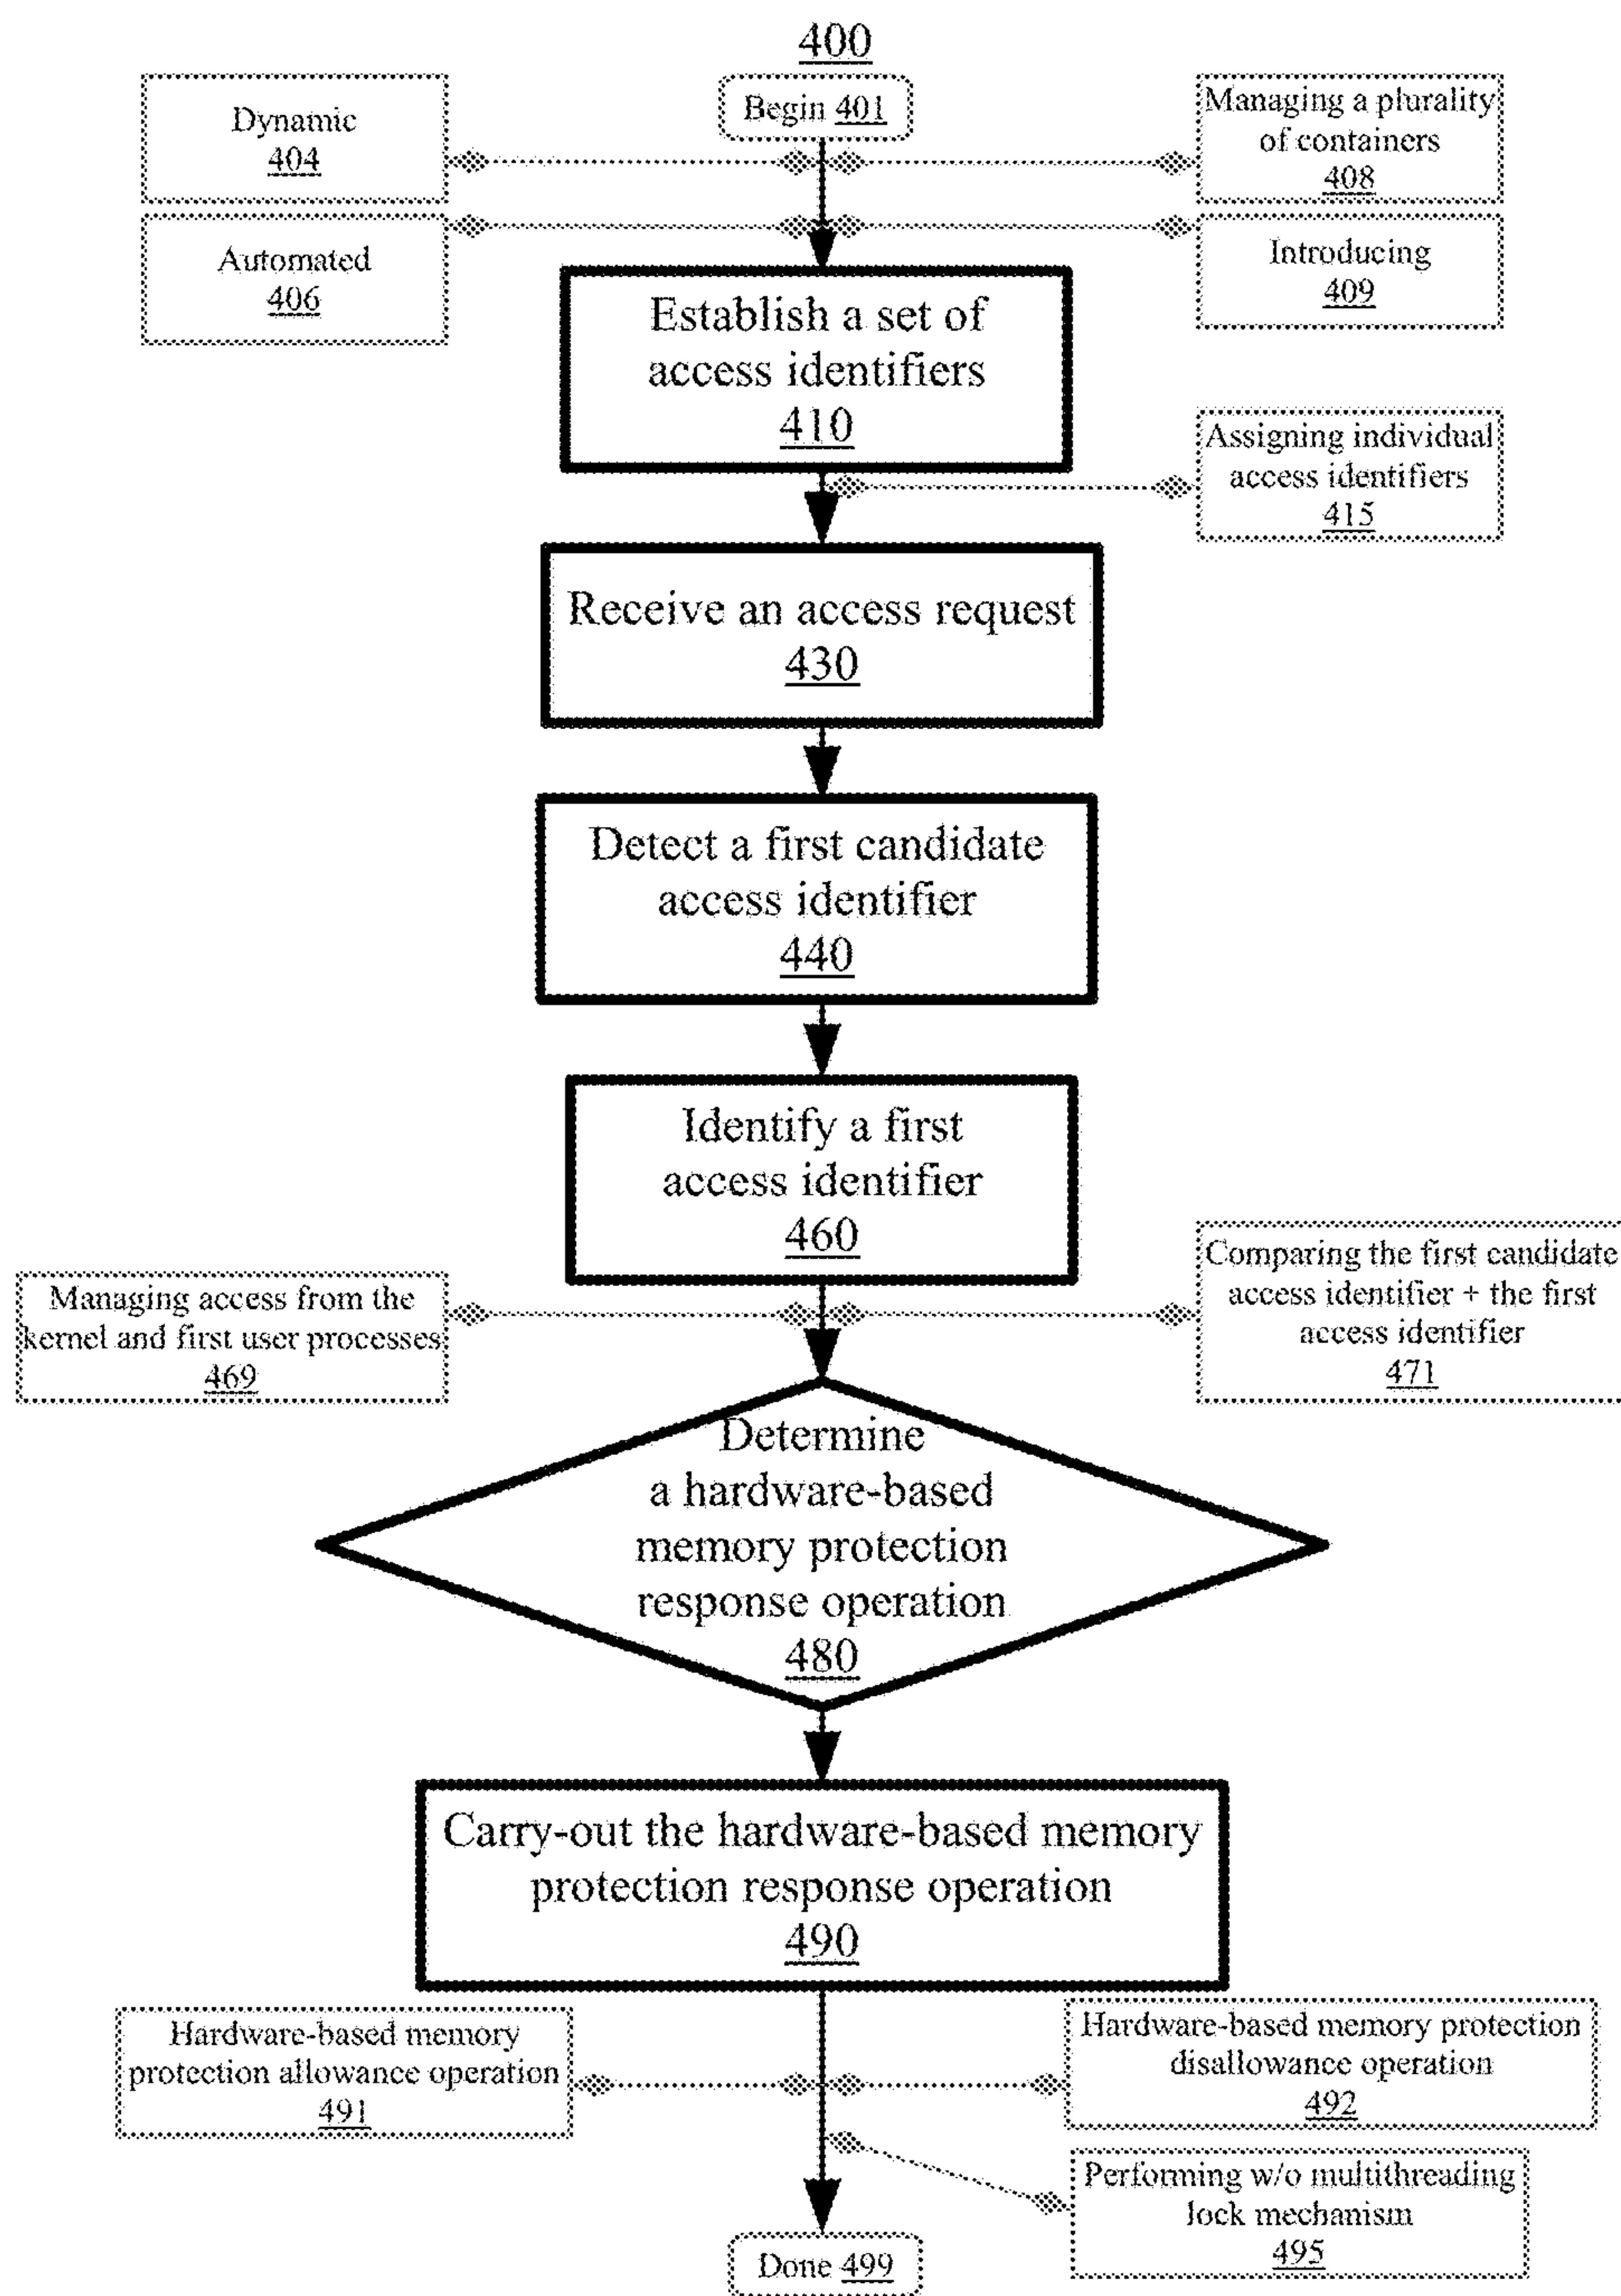 400
Begin 401
Dynamic
404
Managing a plurality
of containers
408
Automated
406
Introducing
409
Establish a set of
access identifiers
410
Assigning individual
access identifiers
415
Receive an access request
430
Detect a first candidate
access identifier
440
Identify a first
access identifier
460
Managing access from the
kernel and first user processes
469
Comparing the first candidate
access identifier + the first
access identifier
471
Determine
a hardware-based
memory protection
response operation
480
Carry-out the hardware-based memory
protection response operation
490
Hardware-based memory
protection allowance operation
491
Hardware-based memory protection
disallowance operation
492
Performing w/o multithreading
lock mechanism
495
Done 499